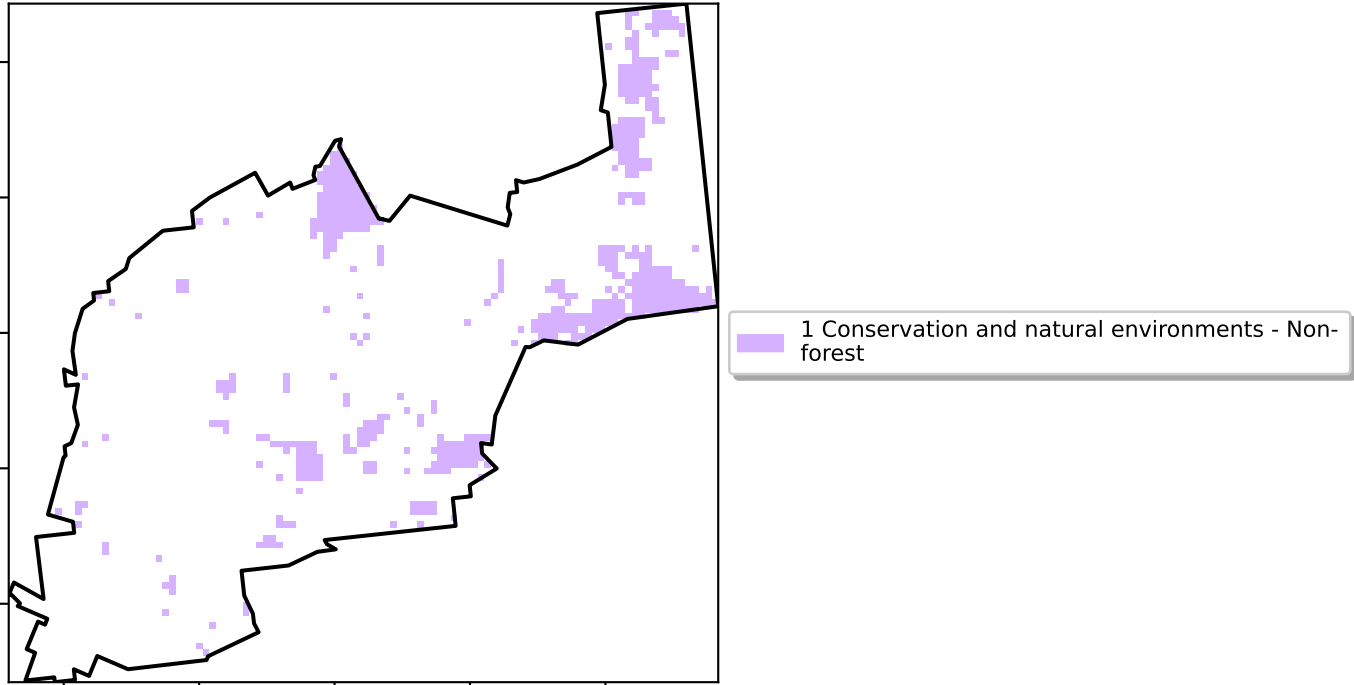 1 Conservation and natural environments - Non-
forest